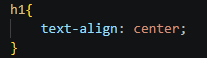 h1{
    text-align: center;
}